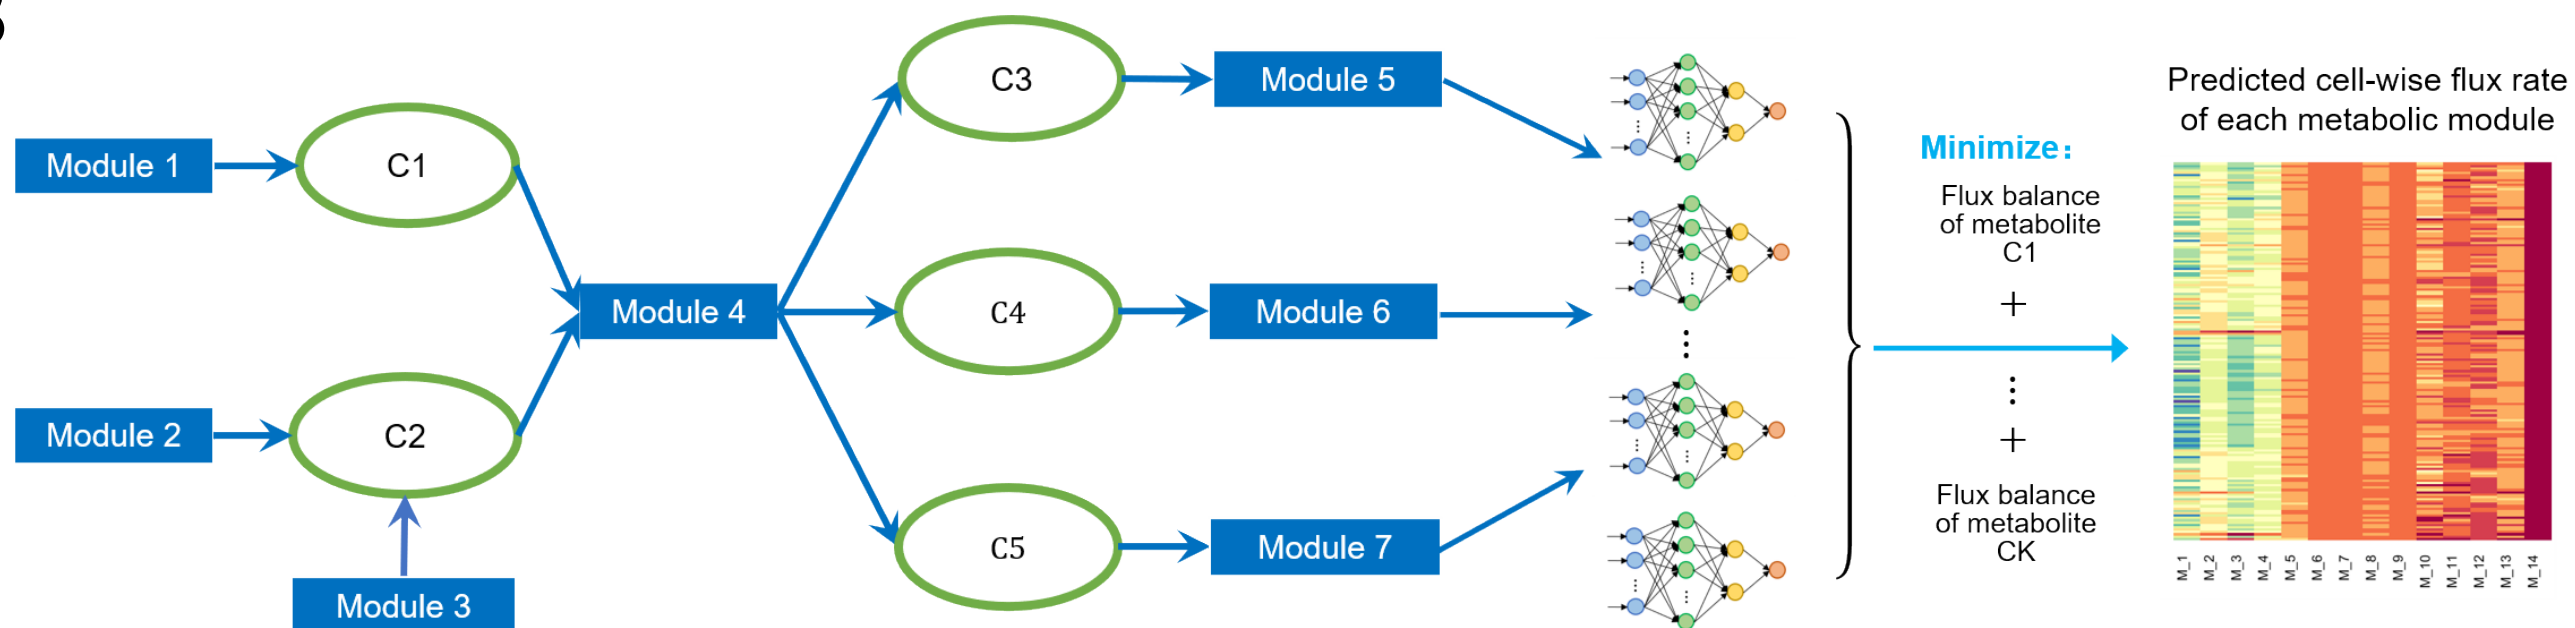 Module 1
C1
Module 2
C2
Module 3
Module 4
C3
C4
C5
Module 5
Module 6
Module 7
Minimize:
Flux balance
of metabolite
C1
+
+
Flux balance
of metabolite
CK
Predicted cell-wise flux rate
of each metabolic module
M_1
M_2
M_3
M_4
M_5
M_6
M_7
M_8
M_9
M_10
M_11
M_12
M_13
M_14